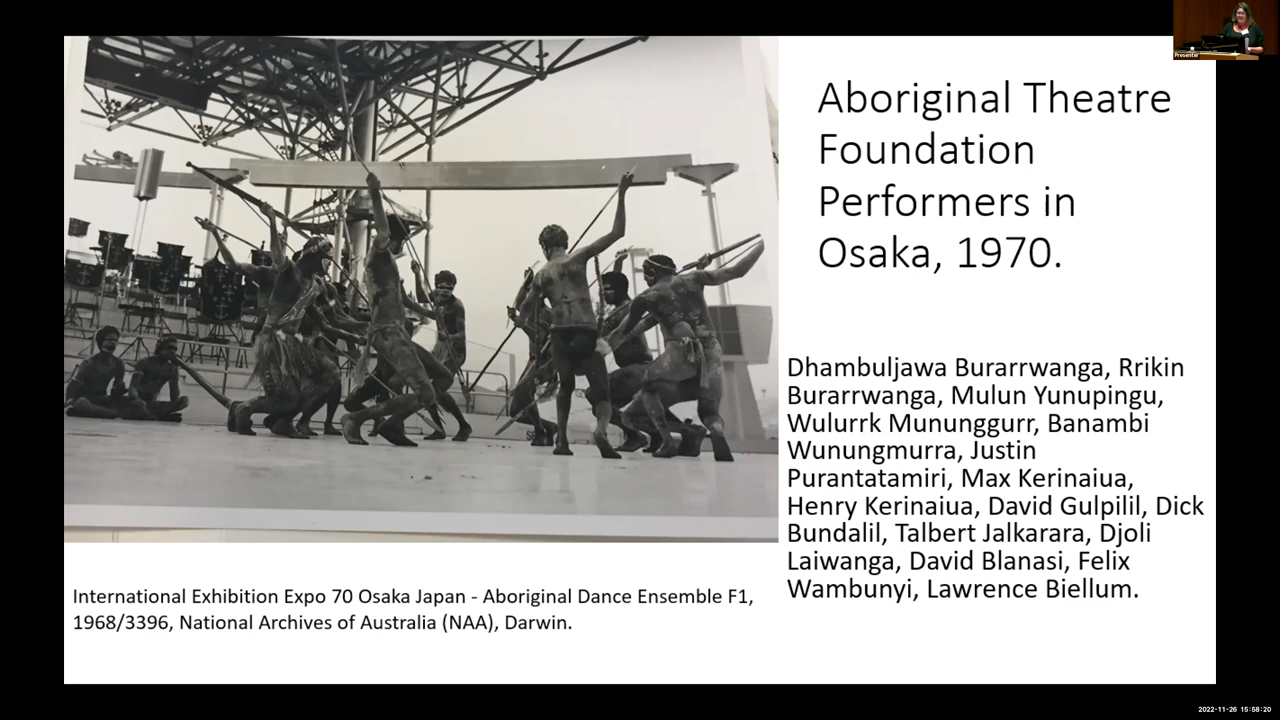 Presenter
Aboriginal Theatre
Foundation
Performers in
Osaka, 1970.
Dhambuljawa Burarrwanga, Rrikin
Burarrwanga, Mulun Yunupingu,
Wulurrk Mununggurr, Banambi
Wunungmurra, Justin
Purantatamiri, Max Kerinaiua,
Henry Kerinaiua, David Gulpilil, Dick
Bundalil, Talbert Jalkarara, Djoli
Laiwanga, David Blanasi, Felix
Wambunyi, Lawrence Biellum.
International Exhibition Expo 70 Osaka Japan - Aboriginal Dance Ensemble F1,
1968/3396, National Archives of Australia (NAA), Darwin.
2022-11-26 15:58:20